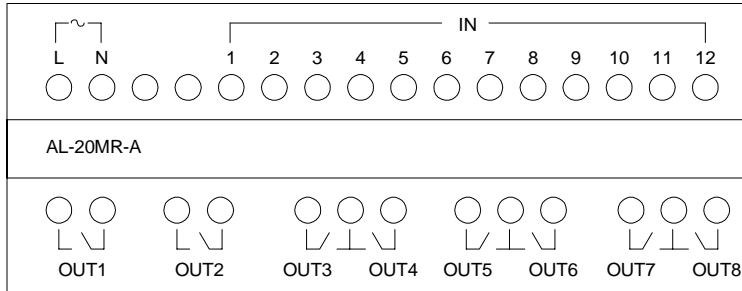 IN
L N 1 2 3 4 5 6 7 8 9 10 11 12
AL-20MR-A
OUT1 OUT2 OUT3 OUT4 OUT5 OUT6 OUT7 OUT8